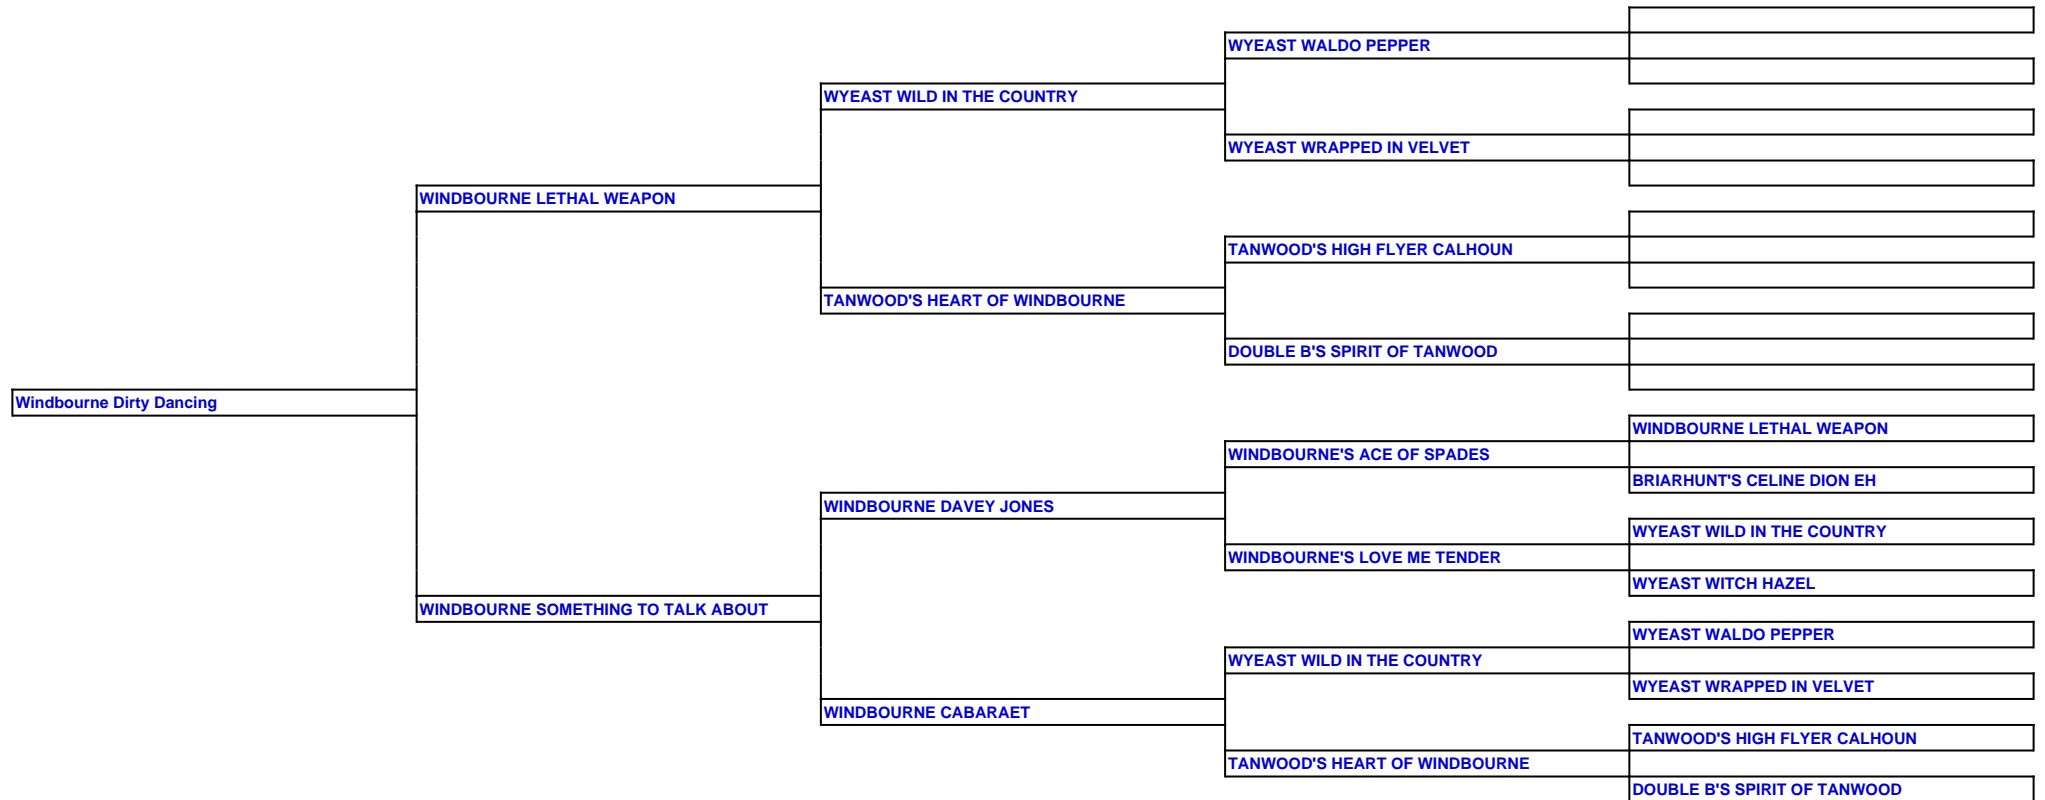 WYEAST WALDO PEPPER
WYEAST WILD IN THE COUNTRY
WYEAST WRAPPED IN VELVET
WINDBOURNE LETHAL WEAPON
TANWOOD'S HIGH FLYER CALHOUN
TANWOOD'S HEART OF WINDBOURNE
DOUBLE B'S SPIRIT OF TANWOOD
Windbourne Dirty Dancing
WINDBOURNE LETHAL WEAPON
WINDBOURNE'S ACE OF SPADES
BRIARHUNT'S CELINE DION EH
WINDBOURNE DAVEY JONES
WYEAST WILD IN THE COUNTRY
WINDBOURNE'S LOVE ME TENDER
WYEAST WITCH HAZEL
WINDBOURNE SOMETHING TO TALK ABOUT
WYEAST WALDO PEPPER
WYEAST WILD IN THE COUNTRY
WYEAST WRAPPED IN VELVET
WINDBOURNE CABARAET
TANWOOD'S HIGH FLYER CALHOUN
TANWOOD'S HEART OF WINDBOURNE
DOUBLE B'S SPIRIT OF TANWOOD